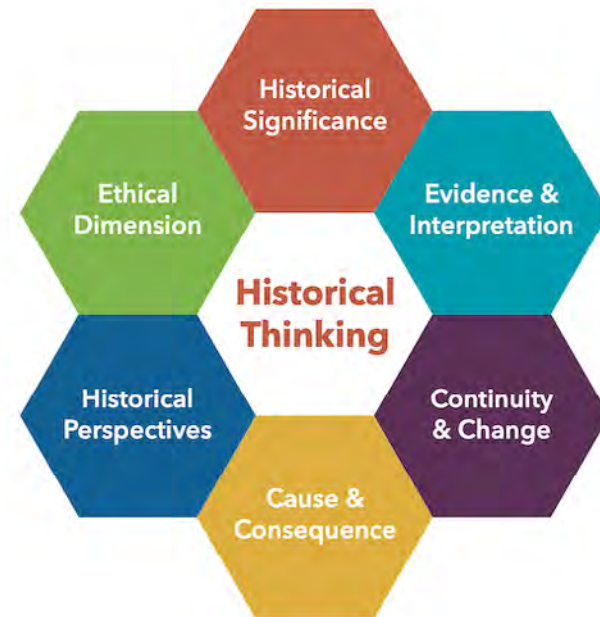 Historical
Significance
Ethical
Dimension
Evidence &
Interpretation
Historical
Thinking
Historical
Perspectives
Continuity
& Change
Cause &
Consequence